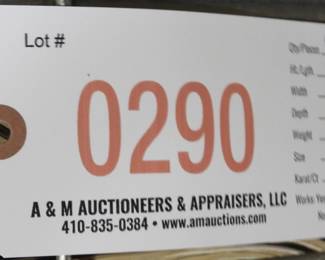 Lot #
0290
A & M AUCTIONEERS & APPRAISERS, LLC
410-835-0384 • www.amauctions.com
Qty/Pieces
Ht./Lgth.
Width
Depth
Weight
Size
Karat/Ct
Works